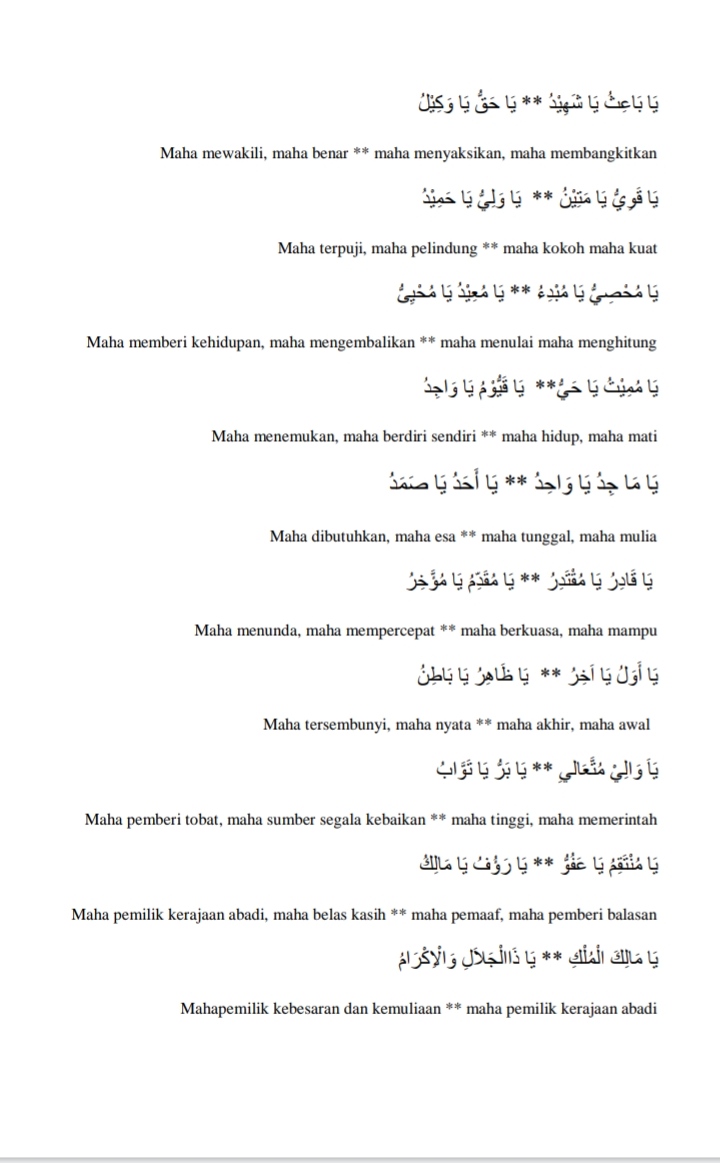 يَا بَاعِثُ يَا شَهِيْدُ ** يَا حَقُّ يَا وَكِيْلُ
Maha mewakili, maha benar ** maha menyaksikan, maha membangkitkan
يَا قَوِيُّ يَا مَتِيْنُ ** يَا وَلِيُّ يَا حَمِيْدُ
Maha terpuji, maha pelindung ** maha kokoh maha kuat
يَا مُحْصِيُّ يَا مُبْدِءُ ** يَا مُعِيْدُ يَا مُحْيِيُّ
Maha memberi kehidupan, maha mengembalikan ** maha menulai maha menghitung
يَا مُمِيْتُ يَا حَيُّ** يَا قَيُّوْمُ يَا وَاجِدُ
Maha menemukan, maha berdiri sendiri ** maha hidup, maha mati
يَا مَا جِدُ يَا وَاحِدُ ** يَا أَحَدُ يَا صَمَدُ
Maha dibutuhkan, maha esa ** maha tunggal, maha mulia
يَا قَادِرُ يَا مُقْتَدِرُ ** يَا مُقَدِّمُ يَا مُؤَخِرُ
Maha menunda, maha mempercepat ** maha berkuasa, maha mampu
يَا أَوَلُ يَا اَخِرُ ** يَا ظَاهِرُ يَا بَاطِنُ
Maha tersembunyi, maha nyata ** maha akhir, maha awal
يَاَ وَالِيْ مُتَّعَالِي ** يَا بَرُّ يَا تَوَّابُ
Maha pemberi tobat, maha sumber segala kebaikan ** maha tinggi, maha memerintah
يَا مُنْتَقِمُ يَا عَفُوُّ ** يَا رَؤُفُ يَا مَالِكُ
Maha pemilik kerajaan abadi, maha belas kasih ** maha pemaaf, maha pemberi balasan
يَا مَالِكَ الْمُلْكِ ** يَا ذَاالْجَلاَلِ وَالْاِكْرَامُ
Mahapemilik kebesaran dan kemuliaan ** maha pemilik kerajaan abadi